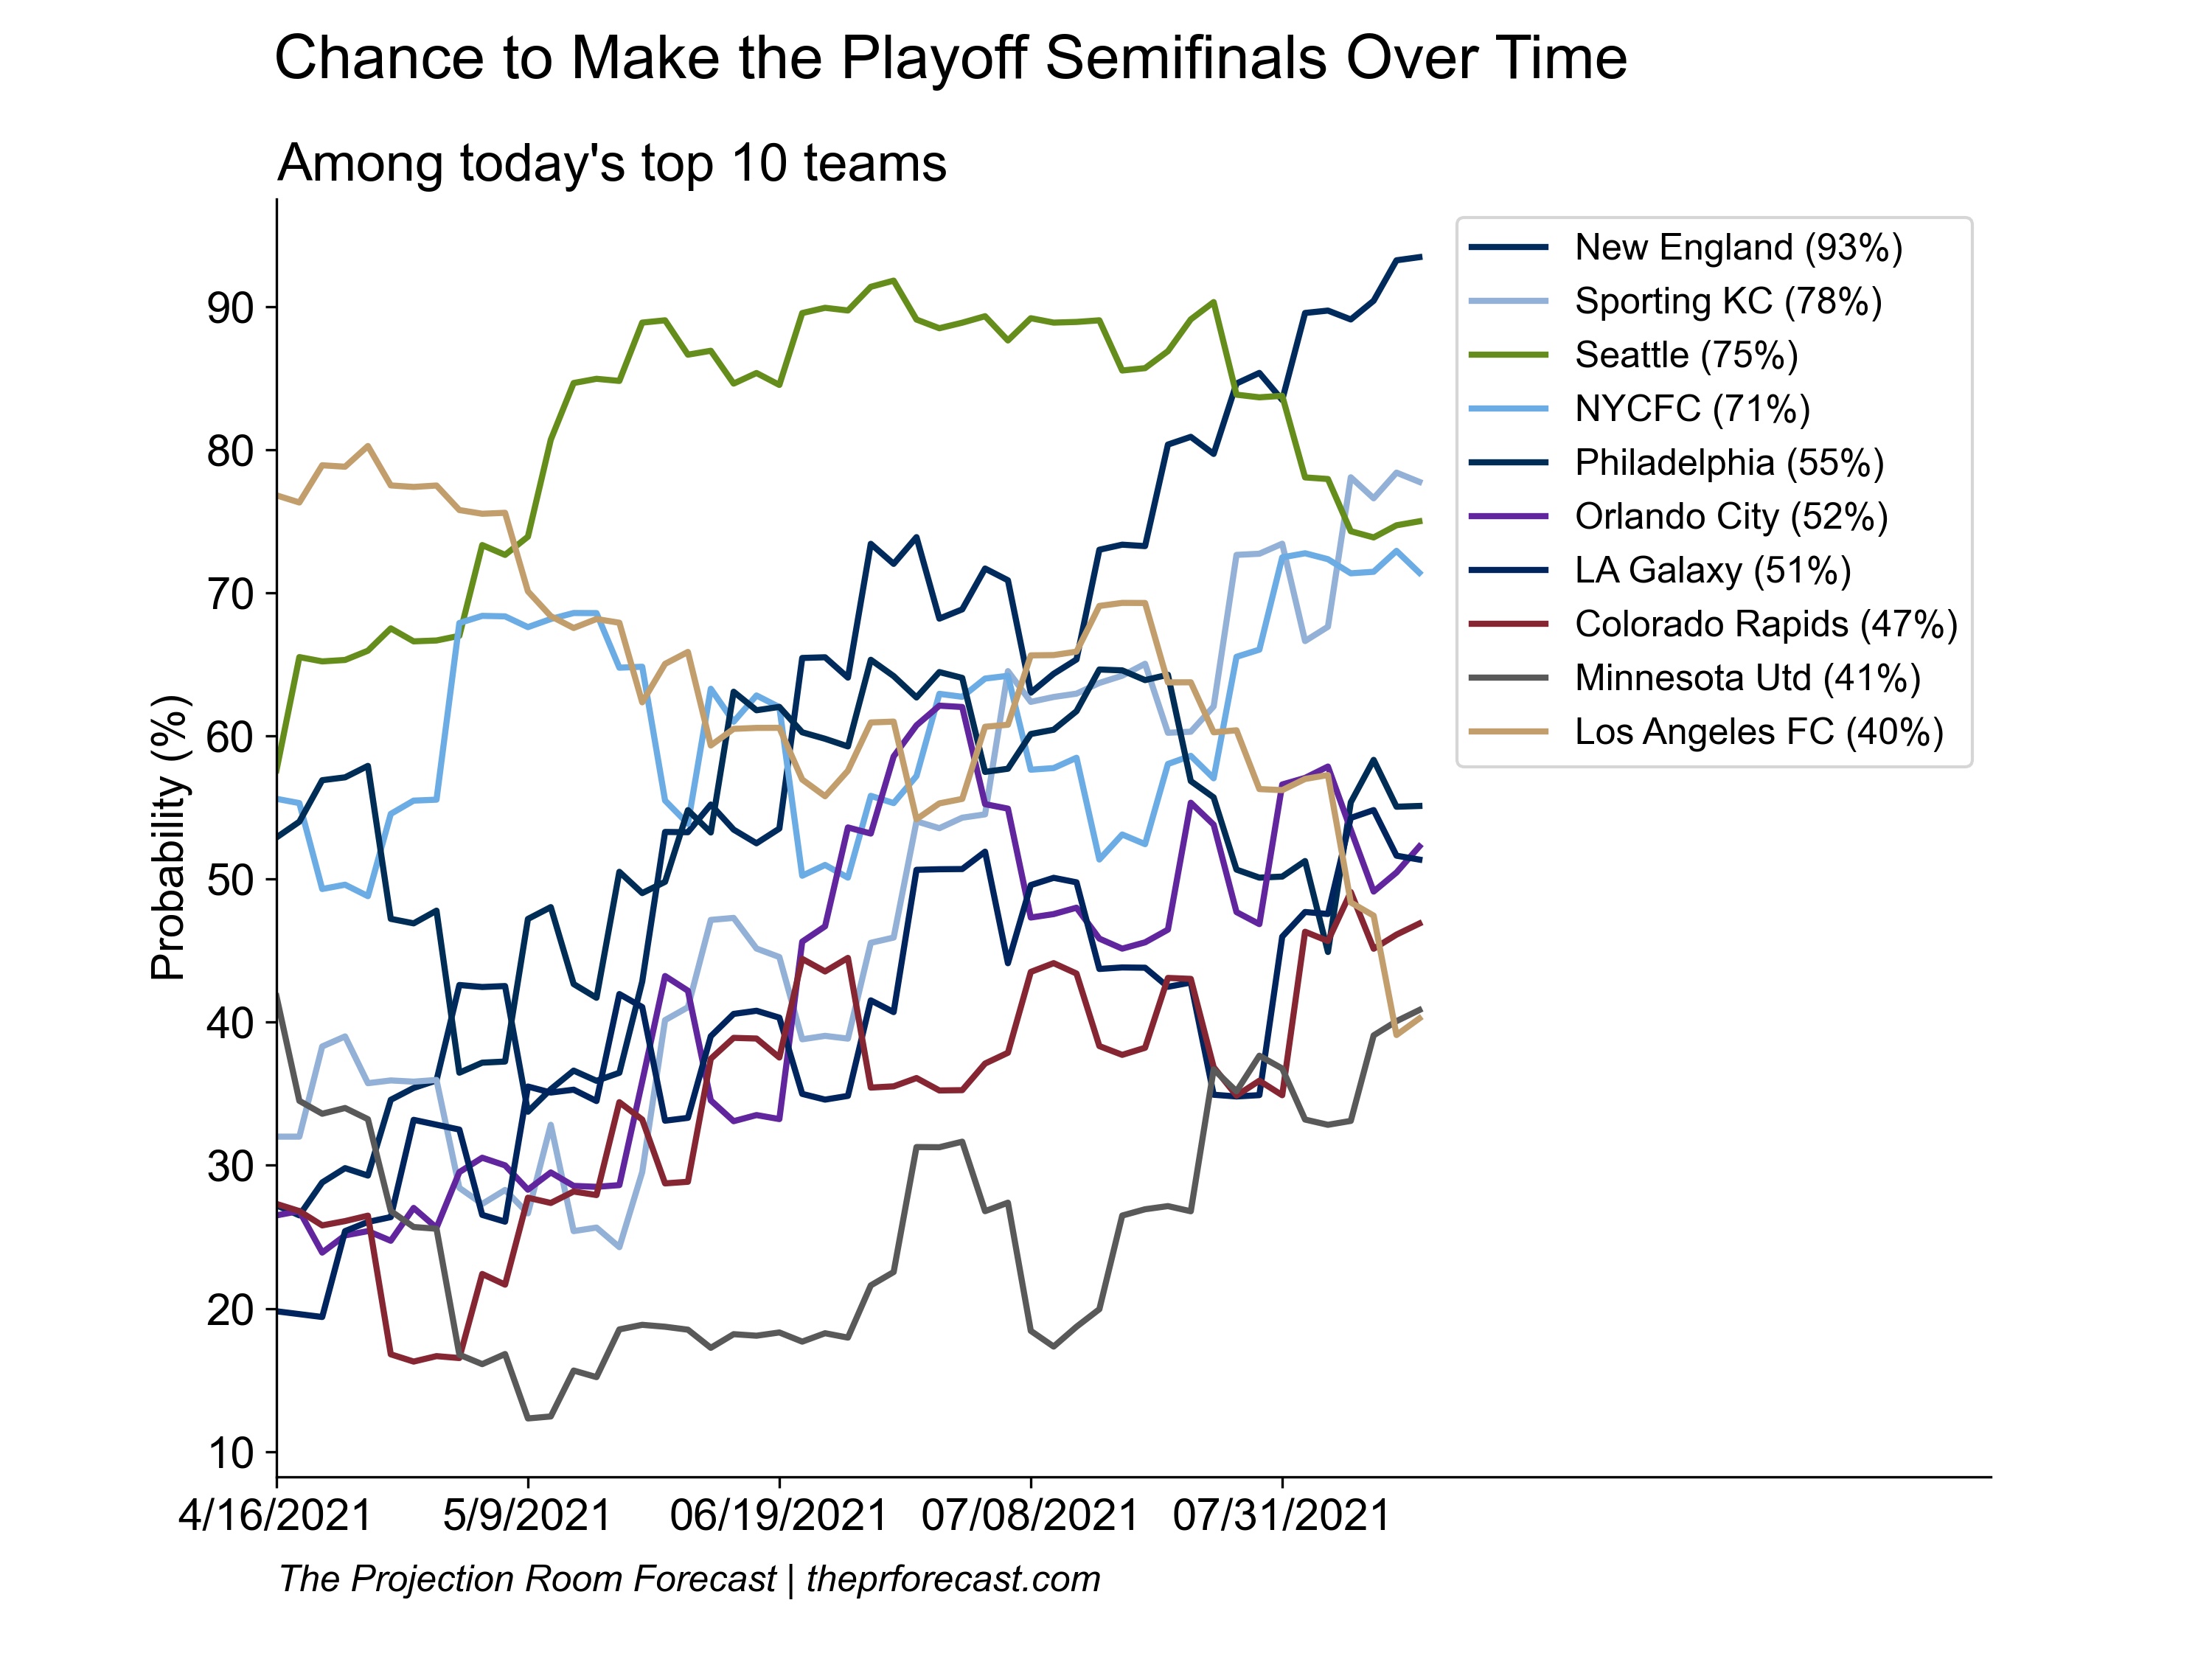 Chance to Make the Playoff Semifinals Over Time
Among today's top 10 teams
New England (93%)
Sporting KC (78%)
Seattle (75%)
NYCFC (71%)
Philadelphia (55%)
Orlando City (52%)
LA Galaxy (51%)
Colorado Rapids (47%)
Minnesota Utd (41%)
Los Angeles FC (40%)
Probability (%)
90
80
70
60
50
40
30
20
10
4/16/2021 5/9/2021 06/19/2021 07/08/2021 07/31/2021
The Projection Room Forecast | theprforecast.com